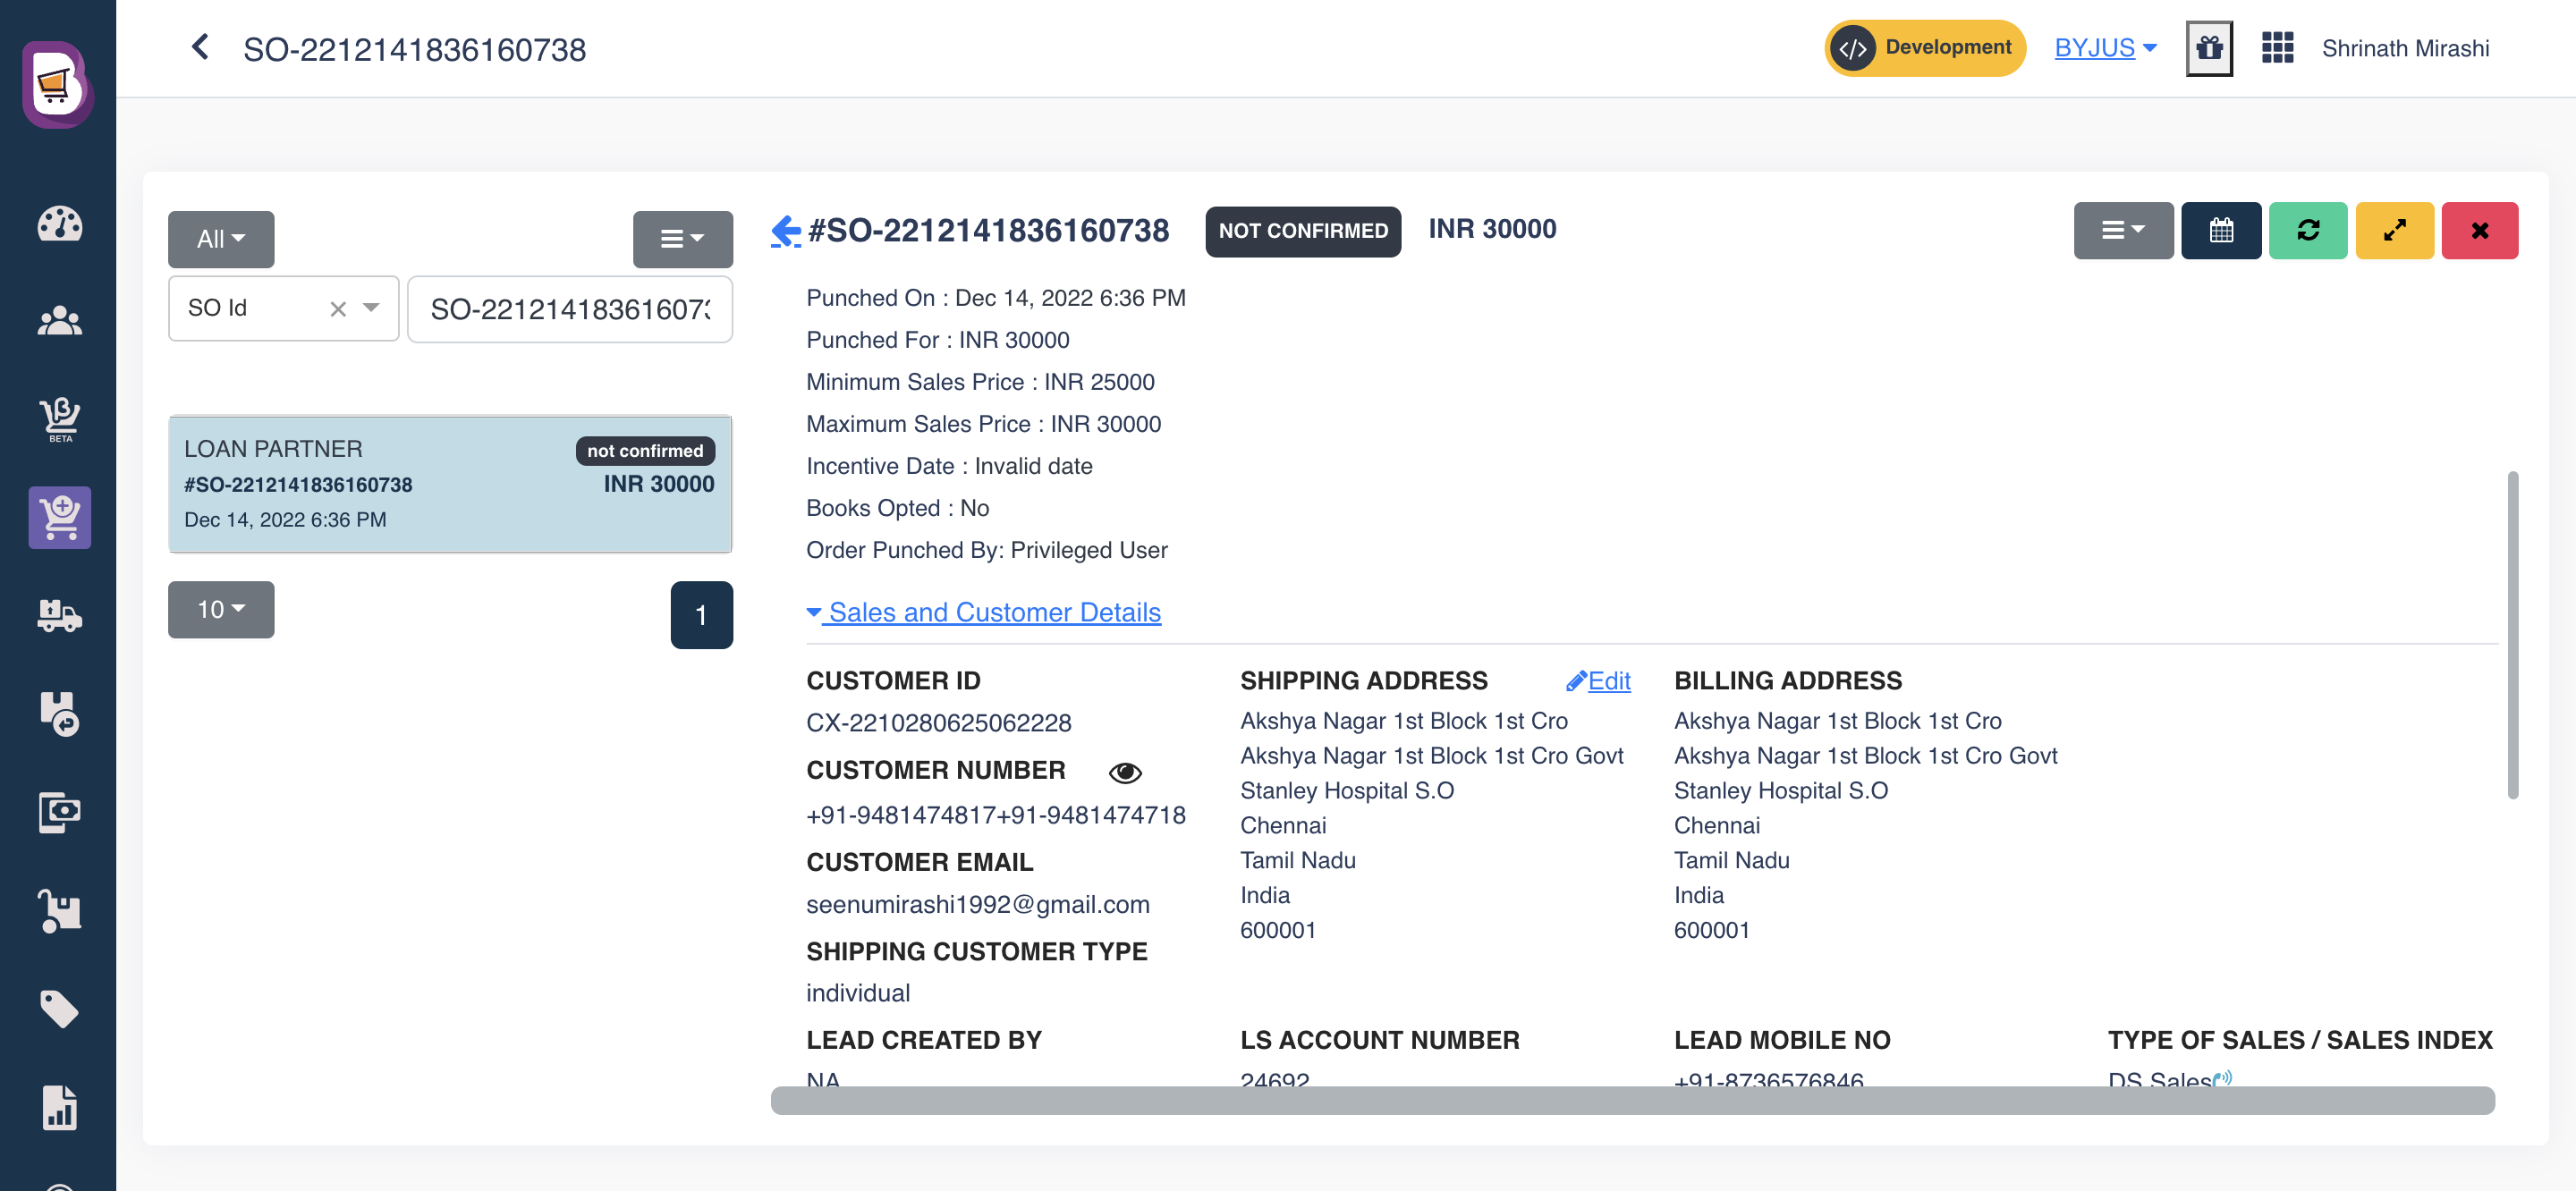 SO-2212141836160738
</> Development
BYJUS
Shrinath Mirashi
β
BETA
All
SO Id
SO-221214183616073
LOAN PARTNER
not confirmed
#SO-2212141836160738
INR 30000
Dec 14, 2022 6:36 PM
10
1
#SO-2212141836160738
NOT CONFIRMED
INR 30000
Punched On : Dec 14, 2022 6:36 PM
Punched For : INR 30000
Minimum Sales Price : INR 25000
Maximum Sales Price : INR 30000
Incentive Date : Invalid date
Books Opted : No
Order Punched By: Privileged User
Sales and Customer Details
CUSTOMER ID
CX-2210280625062228
CUSTOMER NUMBER
+91-9481474817+91-9481474718
CUSTOMER EMAIL
seenumirashi1992@gmail.com
SHIPPING CUSTOMER TYPE
individual
SHIPPING ADDRESS
Edit
Akshya Nagar 1st Block 1st Cro
Akshya Nagar 1st Block 1st Cro Govt
Stanley Hospital S.O
Chennai
Tamil Nadu
India
600001
BILLING ADDRESS
Akshya Nagar 1st Block 1st Cro
Akshya Nagar 1st Block 1st Cro Govt
Stanley Hospital S.O
Chennai
Tamil Nadu
India
600001
LEAD CREATED BY
NA
LS ACCOUNT NUMBER
24692
LEAD MOBILE NO
+91-8736576846
TYPE OF SALES / SALES INDEX
DS Sales